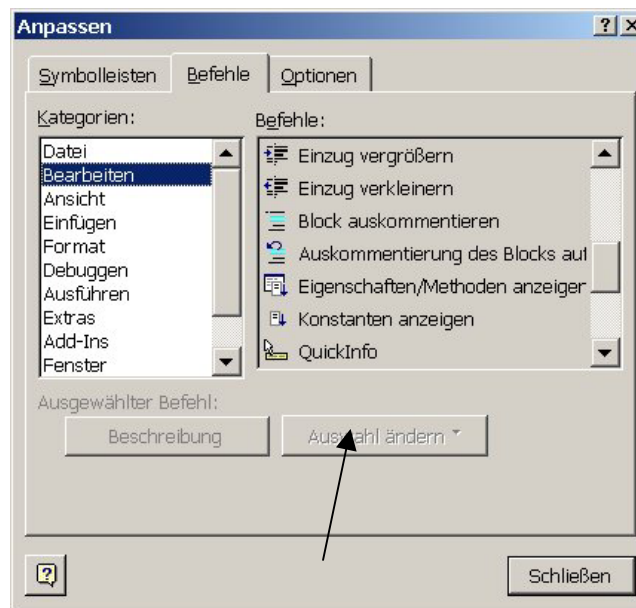 Anpassen
Symbolleisten Befehle Optionen
Kategorien:
Datei
Bearbeiten
Ansicht
Einfügen
Format
Debuggen
Ausführen
Extras
Add-Ins
Fenster
Befehle:
Einzug vergrößern
Einzug verkleinern
Block auskommentieren
Auskommentierung des Blocks auf
Eigenschaften/Methoden anzeigen
Konstanten anzeigen
QuickInfo
Ausgewählter Befehl:
Beschreibung Auswahl ändern
Schließen